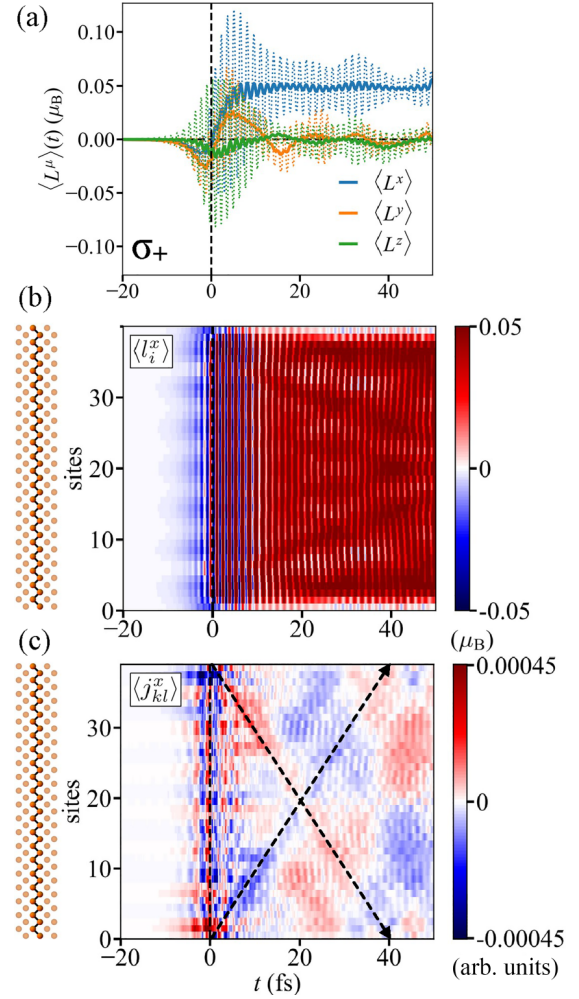 (a)
0.10
0.05
0.00
−0.05
−0.10
⟨L^μ⟩(t) (μ_B)
σ₊
⟨L^x⟩
⟨L^y⟩
⟨L^z⟩
−20 0 20 40
(b)
⟨l_i^x⟩
30
20
10
0
sites
−20 0 20 40
0.05
0
-0.05
(μ_B)
(c)
⟨j_{kl}^x⟩
30
20
10
0
sites
−20 0 20 40
t (fs)
0.00045
0
-0.00045
(arb. units)